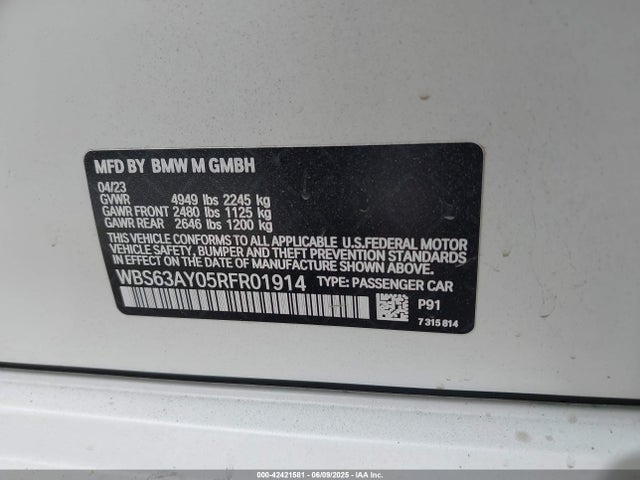 MFD BY BMW M GMBH
04/23
GVWR 4949 lbs 2245 kg
GAWR FRONT 2480 lbs 1125 kg
GAWR REAR 2646 lbs 1200 kg
THIS VEHICLE CONFORMS TO ALL APPLICABLE U.S.FEDERAL MOTOR
VEHICLE SAFETY, BUMPER, AND THEFT PREVENTION STANDARDS
IN EFFECT ON THE DATE OF MANUFACTURE SHOWN ABOVE.
WBS63AY05RFR01914 TYPE: PASSENGER CAR
P91
7315814
000-42421581 - 06/09/2025 - IAA Inc.